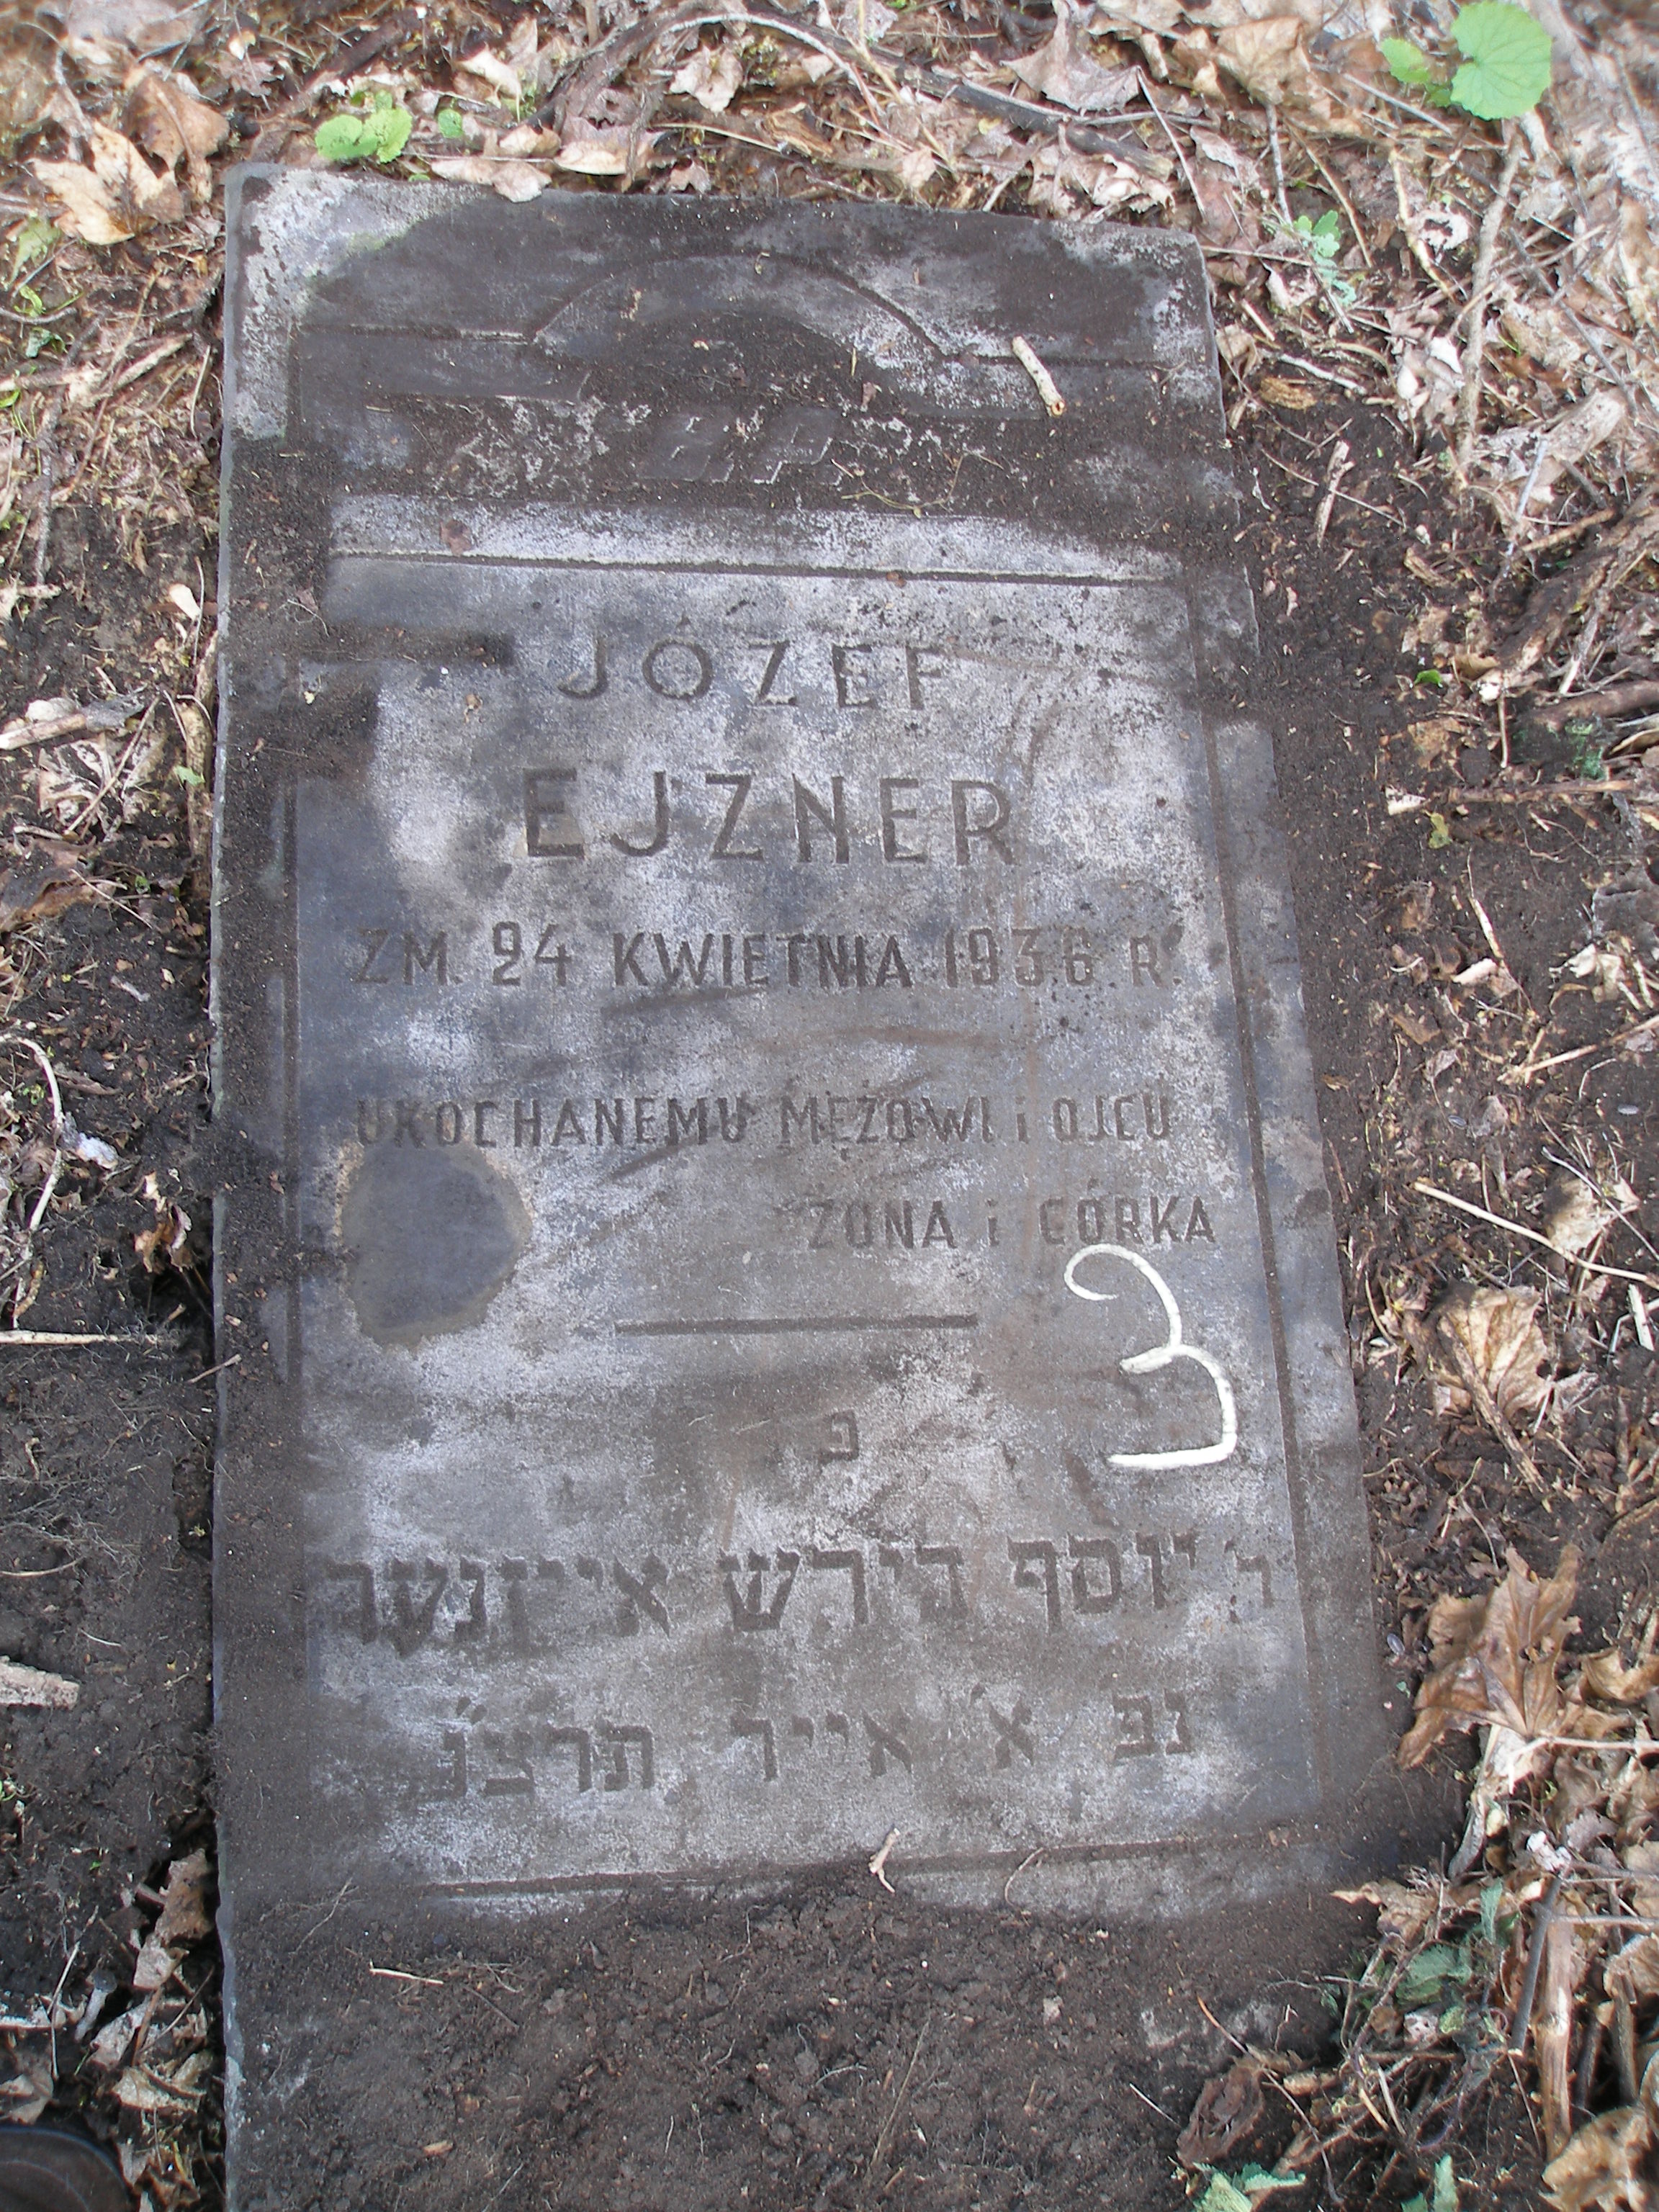 B. P.
JÓZEF
EJZNER
ZM. 24 KWIETNIA 1936 R.
UKOCHANEMU MĘŻOWI i OJCU
ŻONA i CÓRKA
3
פ
ר' יוסף הירש אייזנער
נפ א' אייר תרצ"ו